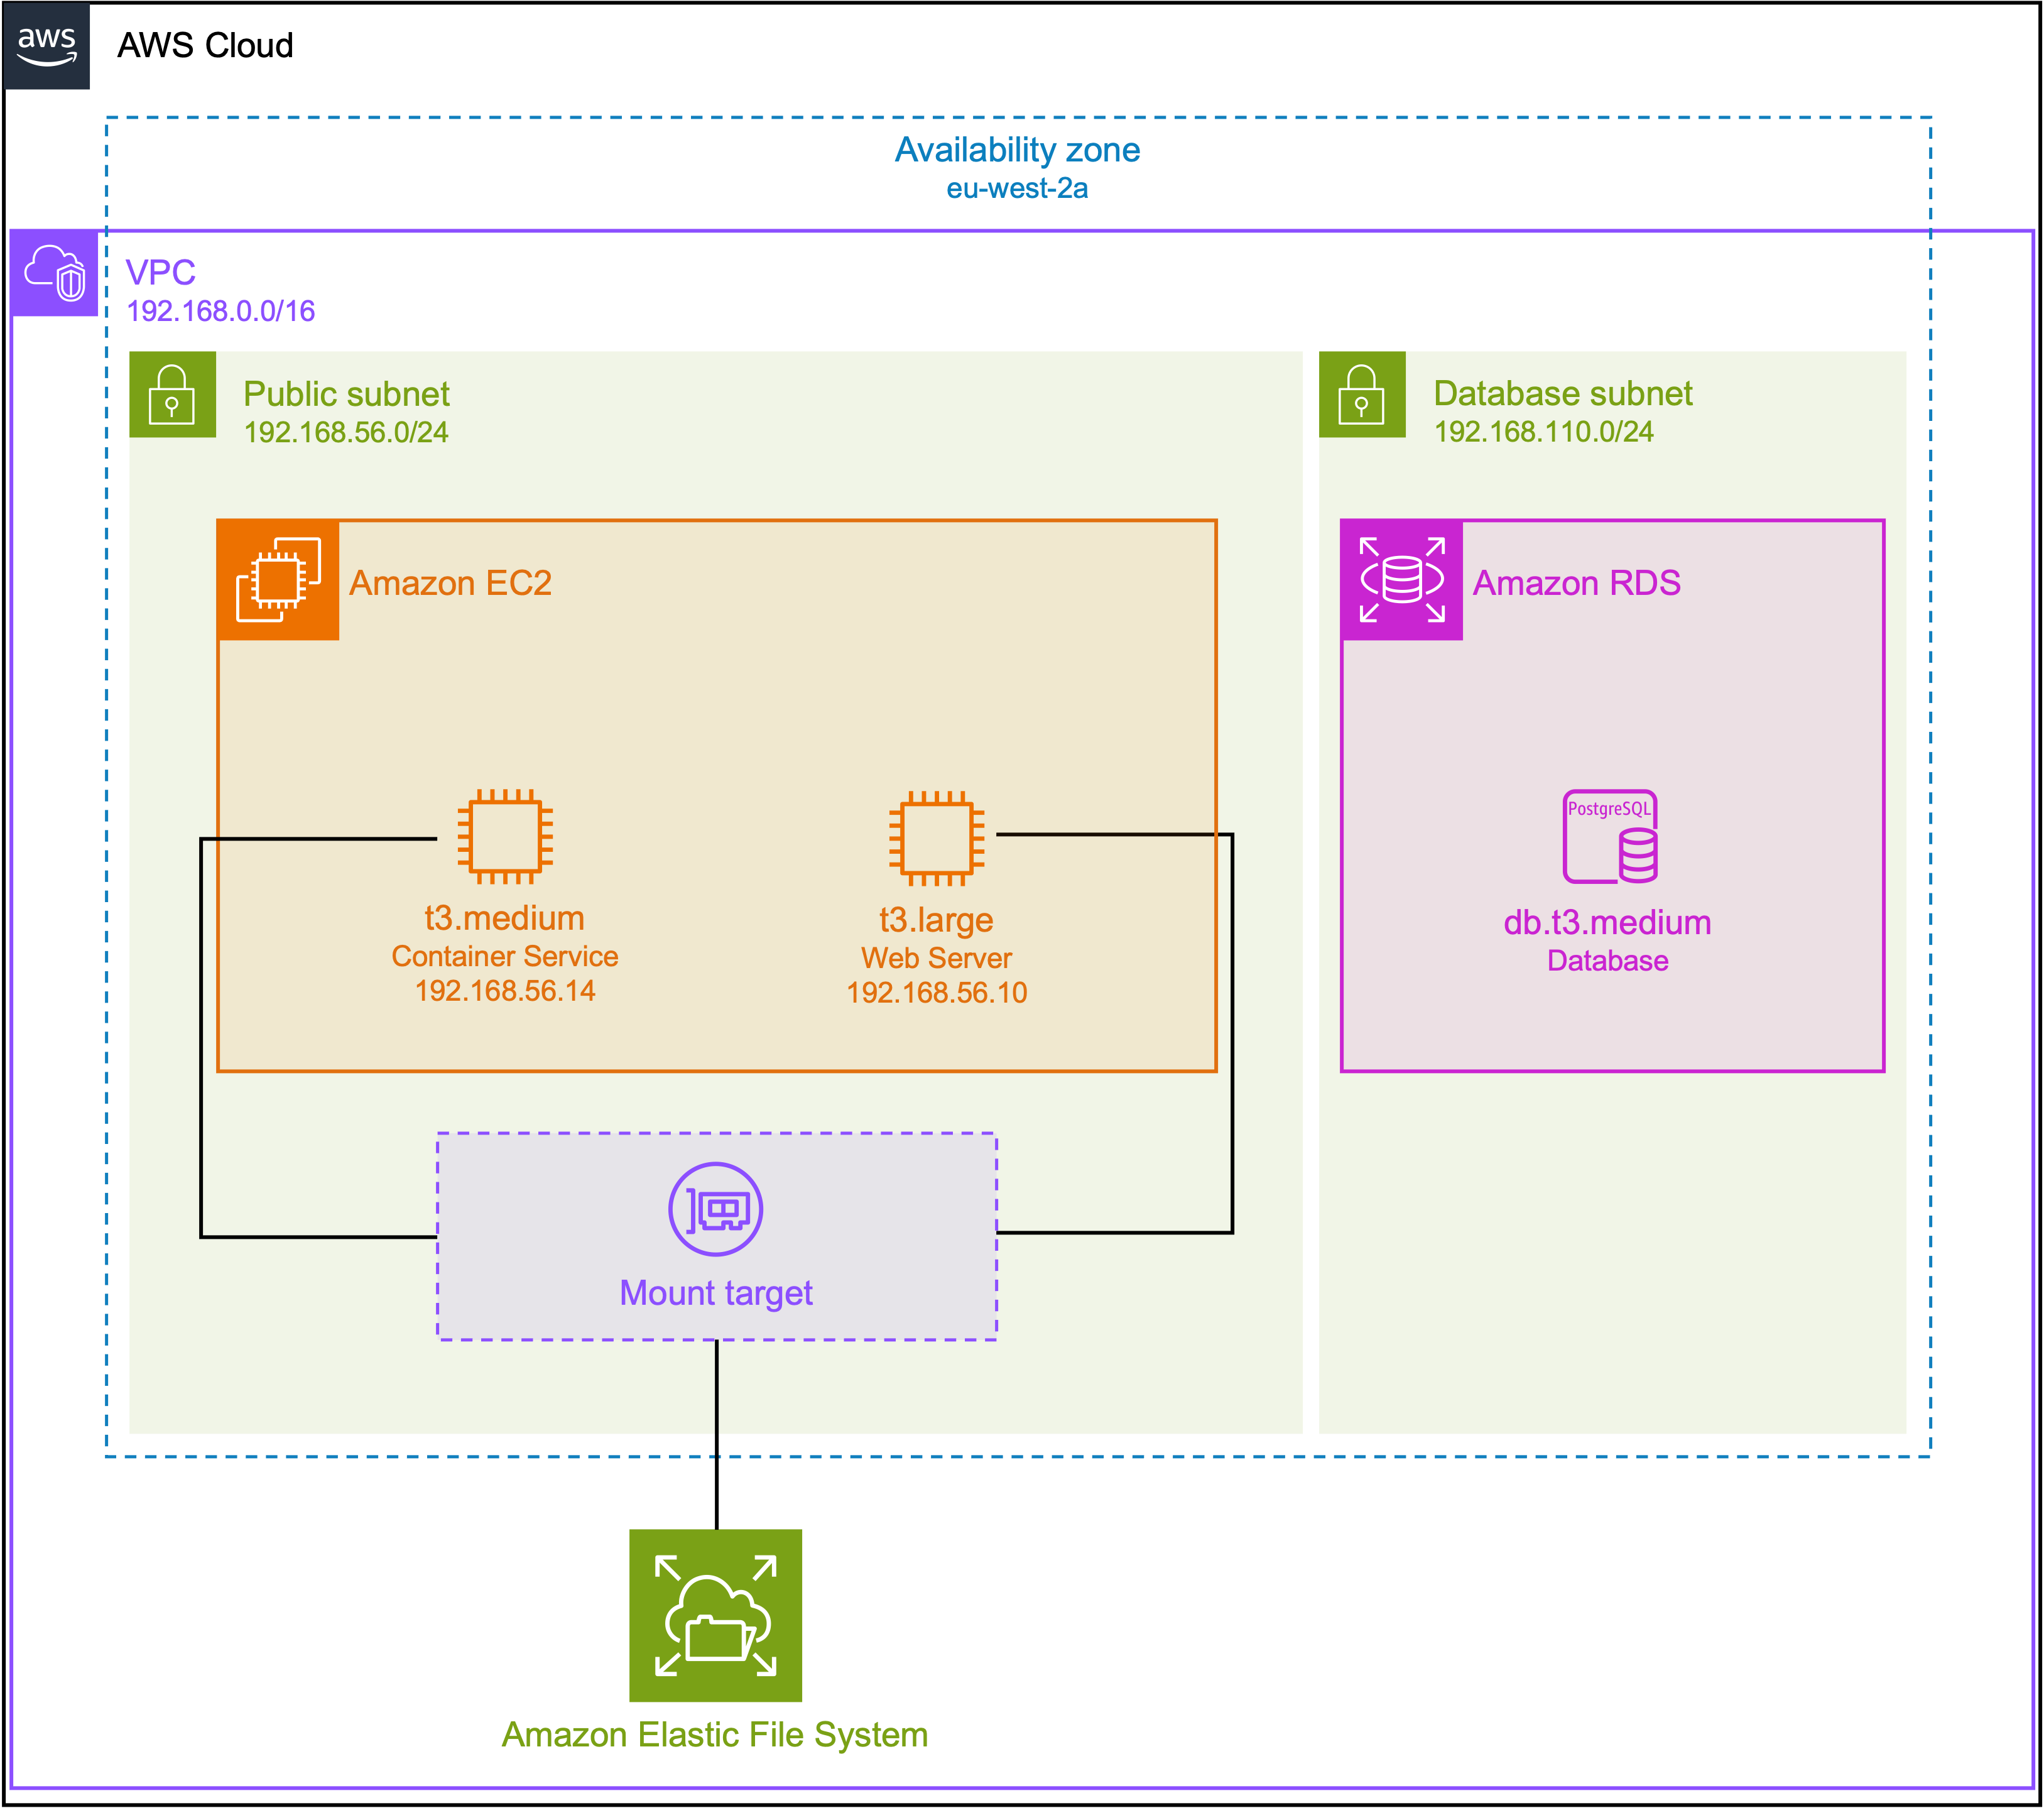 aws
AWS Cloud
Availability zone
eu-west-2a
VPC
192.168.0.0/16
Public subnet
192.168.56.0/24
Database subnet
192.168.110.0/24
Amazon EC2
Amazon RDS
PostgreSQL
t3.medium
Container Service
192.168.56.14
t3.large
Web Server
192.168.56.10
db.t3.medium
Database
Mount target
Amazon Elastic File System